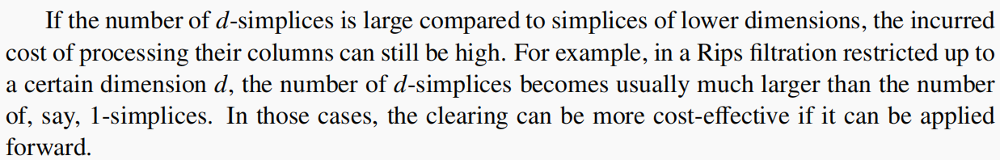 If the number of d-simplices is large compared to simplices of lower dimensions, the incurred
cost of processing their columns can still be high. For example, in a Rips filtration restricted up to
a certain dimension d, the number of d-simplices becomes usually much larger than the number
of, say, 1-simplices. In those cases, the clearing can be more cost-effective if it can be applied
forward.